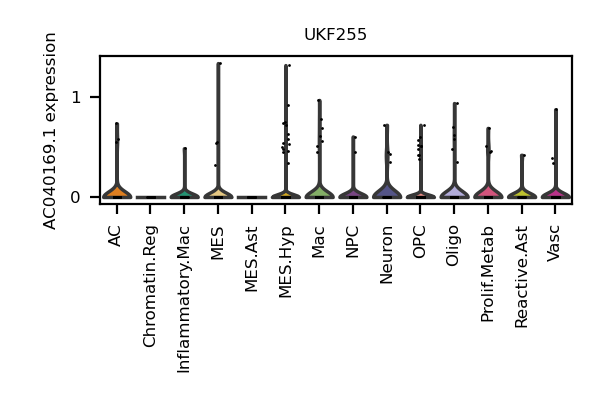 UKF255
AC040169.1 expression
1
0
AC
Chromatin.Reg
Inflammatory.Mac
MES
MES.Ast
MES.Hyp
Mac
NPC
Neuron
OPC
Oligo
Prolif.Metab
Reactive.Ast
Vasc